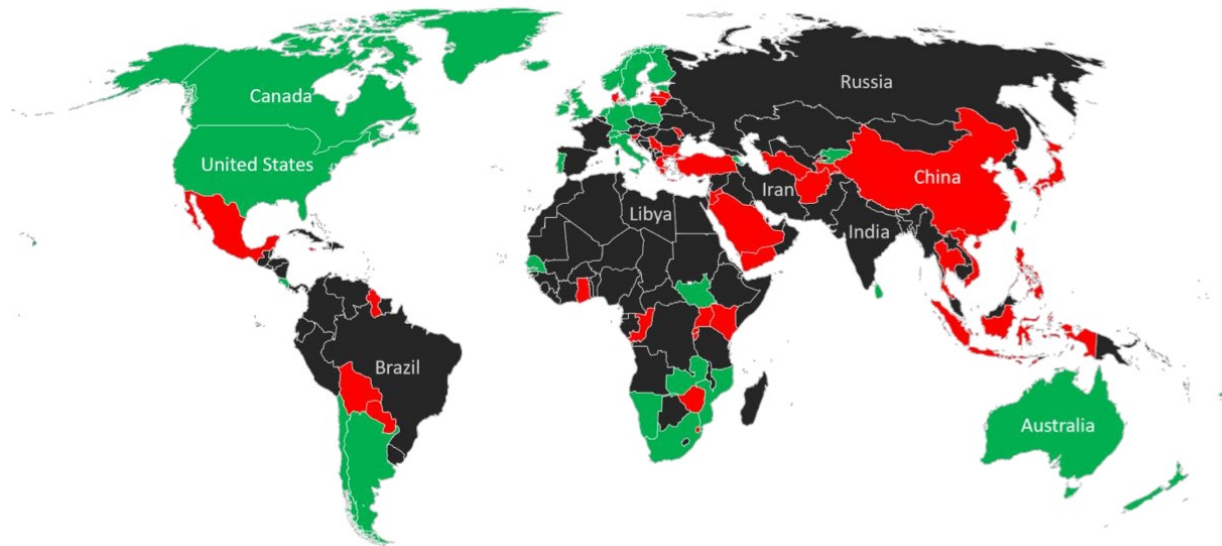 Canada
Russia
United States
China
Iran
Libya
India
Brazil
Australia